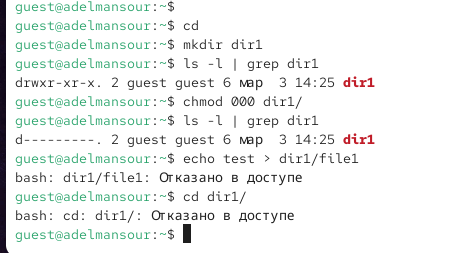 guest@adelmansour:~$
guest@adelmansour:~$ cd
guest@adelmansour:~$ mkdir dir1
guest@adelmansour:~$ ls -l | grep dir1
drwxr-xr-x. 2 guest guest 6 мар  3 14:25 dir1
guest@adelmansour:~$ chmod 000 dir1/
guest@adelmansour:~$ ls -l | grep dir1
d---------. 2 guest guest 6 мар  3 14:25 dir1
guest@adelmansour:~$ echo test > dir1/file1
bash: dir1/file1: Отказано в доступе
guest@adelmansour:~$ cd dir1/
bash: cd: dir1/: Отказано в доступе
guest@adelmansour:~$